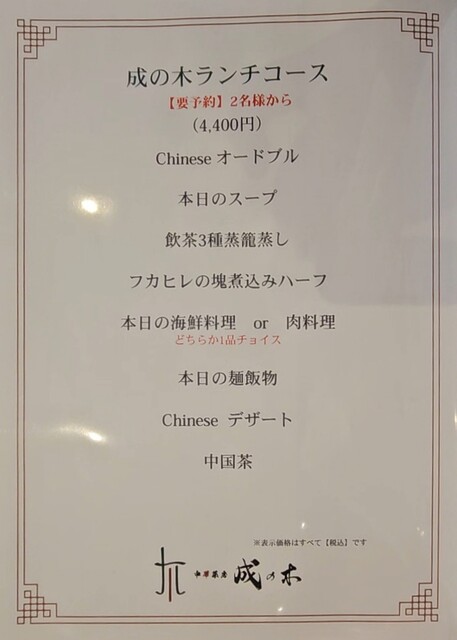 成の木ランチコース
【要予約】2名様から
（4,400円）
Chinese オードブル
本日のスープ
飲茶3種蒸籠蒸し
フカヒレの塊煮込みハーフ
本日の海鮮料理 or 肉料理
どちらか1品チョイス
本日の麺飯物
Chinese デザート
中国茶
※表示価格はすべて【税込】です
中華菜房 成の木